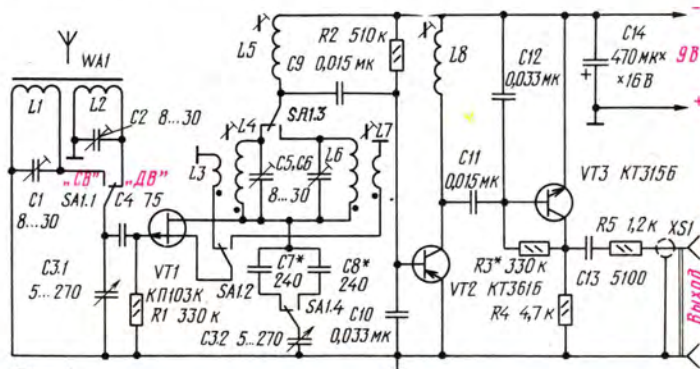 WA1
L1
L2
C2
8...30
C1
8...30
„СВ"
SA1.1
„ДВ"
C4 75
C3.1
5...270
VT1
КП103К
R1 330 к
L3
L4
L5
C9
0,015 мк
SA1.3
C5,C6
8...30
L6
L7
SA1.2
C7*
240
C8*
240
SA1.4
C3.2 5...270
C10
0,033 мк
R2 510 к
L8
C11
0,015 мк
VT2 КТ361б
C12
0,033 мк
VT3 КТ315б
R3* 330 к
R4 4,7 к
C13 5100
R5 1,2 к
XS1
Выход
C14
470 мк×
×16 В
–
9 В
+